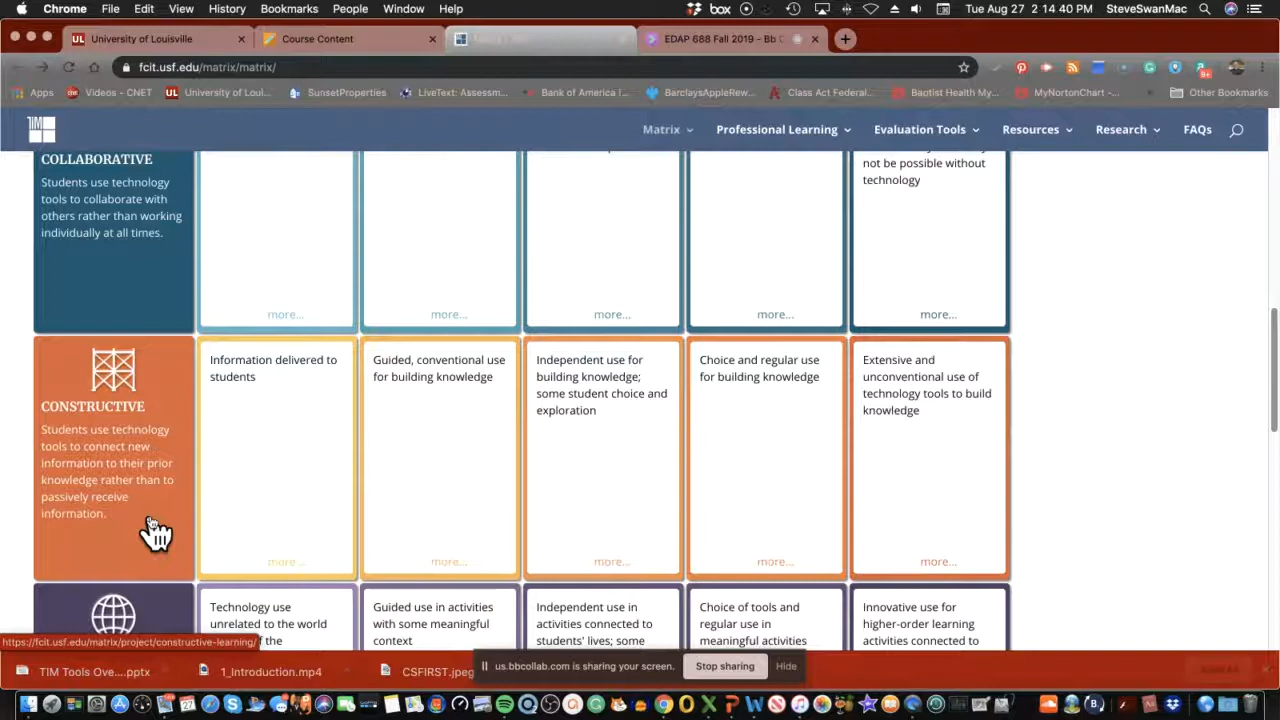 Chrome File Edit View History Bookmarks People Window Help
box Tue Aug 27 2:14:40 PM SteveSwanMac
University of Louisville × Course Content × EDAP 688 Fall 2019 – Bb C ×
fcit.usf.edu/matrix/matrix/
Apps Videos - CNET University of Loui... SunsetProperties LiveText: Assessm... Bank of America |... BarclaysAppleRew... Class Act Federal... Baptist Health My... MyNortonChart -... Other Bookmarks
TIM Matrix Professional Learning Evaluation Tools Resources Research FAQs
COLLABORATIVE
Students use technology
tools to collaborate with
others rather than working
individually at all times.
not be possible without
technology
more... more... more... more... more...
CONSTRUCTIVE
Students use technology
tools to connect new
information to their prior
knowledge rather than to
passively receive
information.
Information delivered to
students
more ...
Guided, conventional use
for building knowledge
more...
Independent use for
building knowledge;
some student choice and
exploration
more...
Choice and regular use
for building knowledge
more...
Extensive and
unconventional use of
technology tools to build
knowledge
more...
Technology use
unrelated to the world
the
Guided use in activities
with some meaningful
context
Independent use in
activities connected to
students' lives; some
Choice of tools and
regular use in
meaningful activities
Innovative use for
higher-order learning
activities connected to
https://fcit.usf.edu/matrix/project/constructive-learning/
TIM Tools Ove....pptx 1_Introduction.mp4 CSFIRST.jpeg
us.bbcollab.com is sharing your screen. Stop sharing Hide